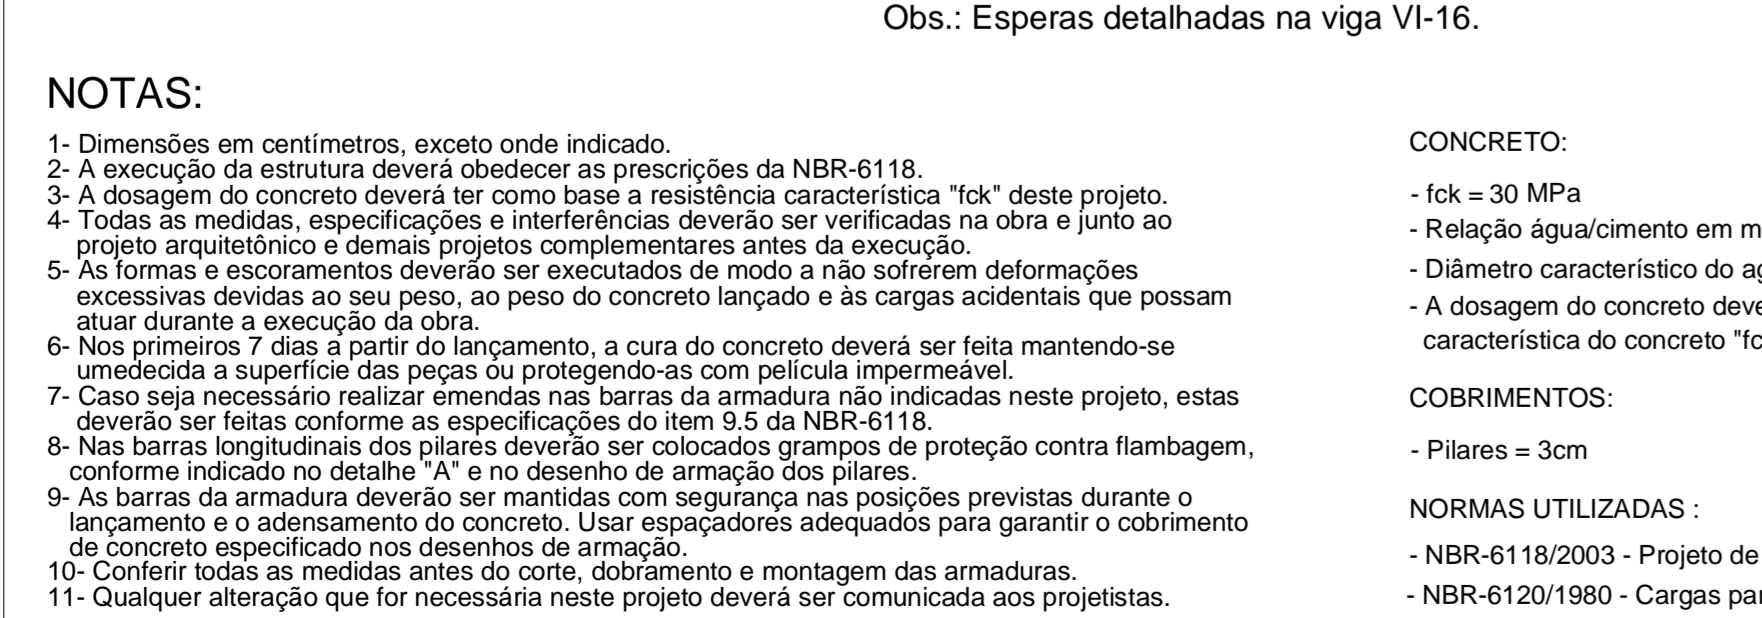 Obs.: Esperas detalhadas na viga VI-16.
NOTAS:
1- Dimensões em centímetros, exceto onde indicado.
2- A execução da estrutura deverá obedecer as prescrições da NBR-6118.
3- A dosagem do concreto deverá ter como base a resistência característica "fck" deste projeto.
4- Todas as medidas, especificações e interferências deverão ser verificadas na obra e junto ao
projeto arquitetônico e demais projetos complementares antes da execução.
5- As formas e escoramentos deverão ser executados de modo a não sofrerem deformações
excessivas devidas ao seu peso, ao peso do concreto lançado e às cargas acidentais que possam
atuar durante a execução da obra.
6- Nos primeiros 7 dias a partir do lançamento, a cura do concreto deverá ser feita mantendo-se
umedecida a superfície das peças ou protegendo-as com película impermeável.
7- Caso seja necessário realizar emendas nas barras da armadura não indicadas neste projeto, estas
deverão ser feitas conforme as especificações do item 9.5 da NBR-6118.
8- Nas barras longitudinais dos pilares deverão ser colocados grampos de proteção contra flambagem,
conforme indicado no detalhe "A" e no desenho de armação dos pilares.
9- As barras da armadura deverão ser mantidas com segurança nas posições previstas durante o
lançamento e o adensamento do concreto. Usar espaçadores adequados para garantir o cobrimento
de concreto especificado nos desenhos de armação.
10- Conferir todas as medidas antes do corte, dobramento e montagem das armaduras.
11- Qualquer alteração que for necessária neste projeto deverá ser comunicada aos projetistas.
CONCRETO:
- fck = 30 MPa
- Relação água/cimento em m
- Diâmetro característico do ag
- A dosagem do concreto deve
característica do concreto "fc
COBRIMENTOS:
- Pilares = 3cm
NORMAS UTILIZADAS :
- NBR-6118/2003 - Projeto de
- NBR-6120/1980 - Cargas par